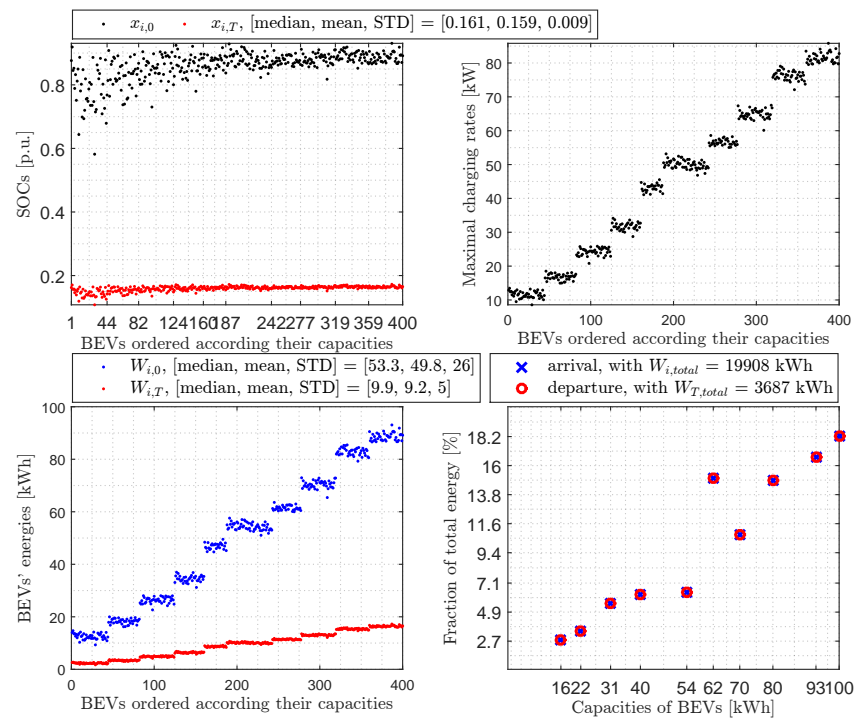 x_{i,0} x_{i,T}, [median, mean, STD] = [0.161, 0.159, 0.009]
SOCs [p.u.]
0.8
0.6
0.4
0.2
1 44 82 124 160 187 242 277 319 359 400
BEVs ordered according their capacities
Maximal charging rates [kW]
80
70
60
50
40
30
20
10
0 100 200 300 400
BEVs ordered according their capacities
W_{i,0}, [median, mean, STD] = [53.3, 49.8, 26]
W_{i,T}, [median, mean, STD] = [9.9, 9.2, 5]
BEVs' energies [kWh]
100
80
60
40
20
0
0 100 200 300 400
BEVs ordered according their capacities
arrival, with W_{i,total} = 19908 kWh
departure, with W_{T,total} = 3687 kWh
Fraction of total energy [%]
18.2
16
13.8
11.6
9.4
7.1
4.9
2.7
16 22 31 40 54 62 70 80 93 100
Capacities of BEVs [kWh]